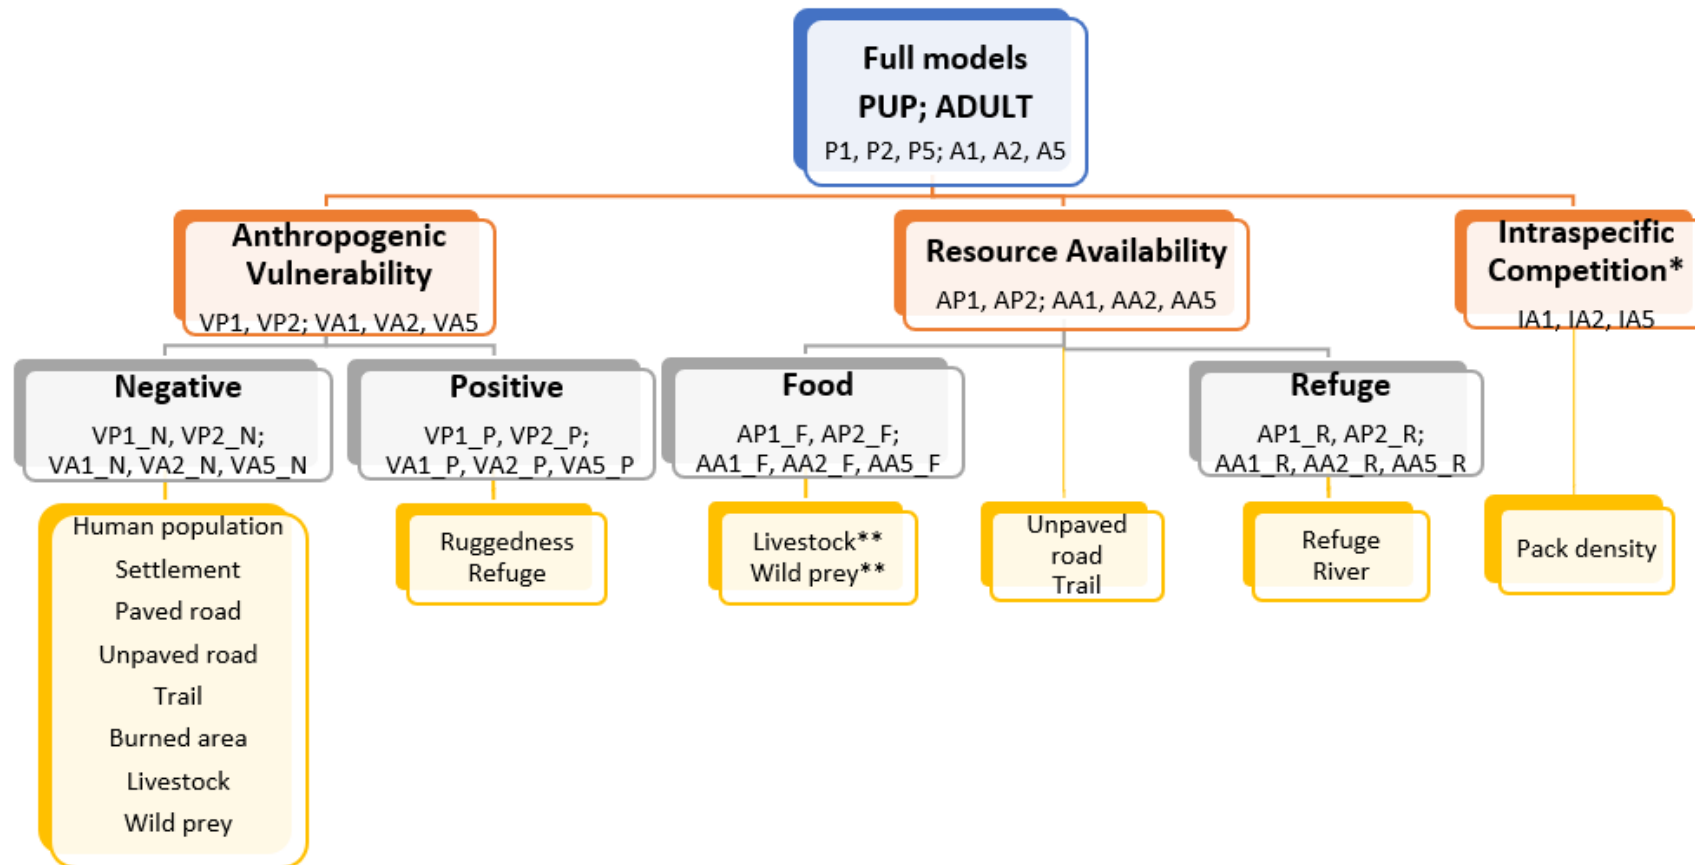 Full models
PUP; ADULT
P1, P2, P5; A1, A2, A5
Anthropogenic
Vulnerability
VP1, VP2; VA1, VA2, VA5
Resource Availability
AP1, AP2; AA1, AA2, AA5
Intraspecific
Competition*
IA1, IA2, IA5
Negative
VP1_N, VP2_N;
VA1_N, VA2_N, VA5_N
Positive
VP1_P, VP2_P;
VA1_P, VA2_P, VA5_P
Food
AP1_F, AP2_F;
AA1_F, AA2_F, AA5_F
Refuge
AP1_R, AP2_R;
AA1_R, AA2_R, AA5_R
Human population
Settlement
Paved road
Unpaved road
Trail
Burned area
Livestock
Wild prey
Ruggedness
Refuge
Livestock**
Wild prey**
Unpaved
road
Trail
Refuge
River
Pack density